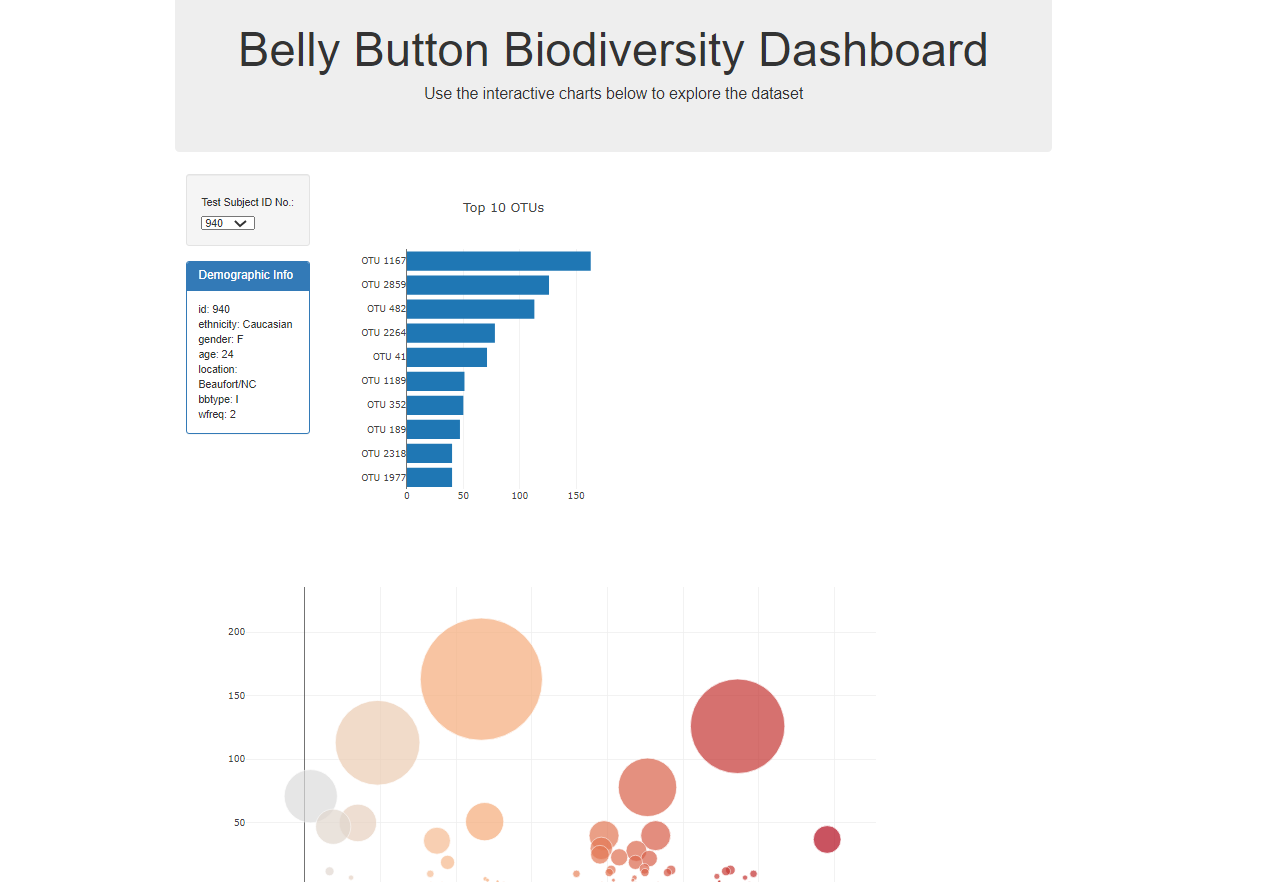 Belly Button Biodiversity Dashboard
Use the interactive charts below to explore the dataset
Test Subject ID No.:
940
Demographic Info
id: 940
ethnicity: Caucasian
gender: F
age: 24
location:
Beaufort/NC
bbtype: I
wfreq: 2
Top 10 OTUs
OTU 1167
OTU 2859
OTU 482
OTU 2264
OTU 41
OTU 1189
OTU 352
OTU 189
OTU 2318
OTU 1977
0 50 100 150
200
150
100
50